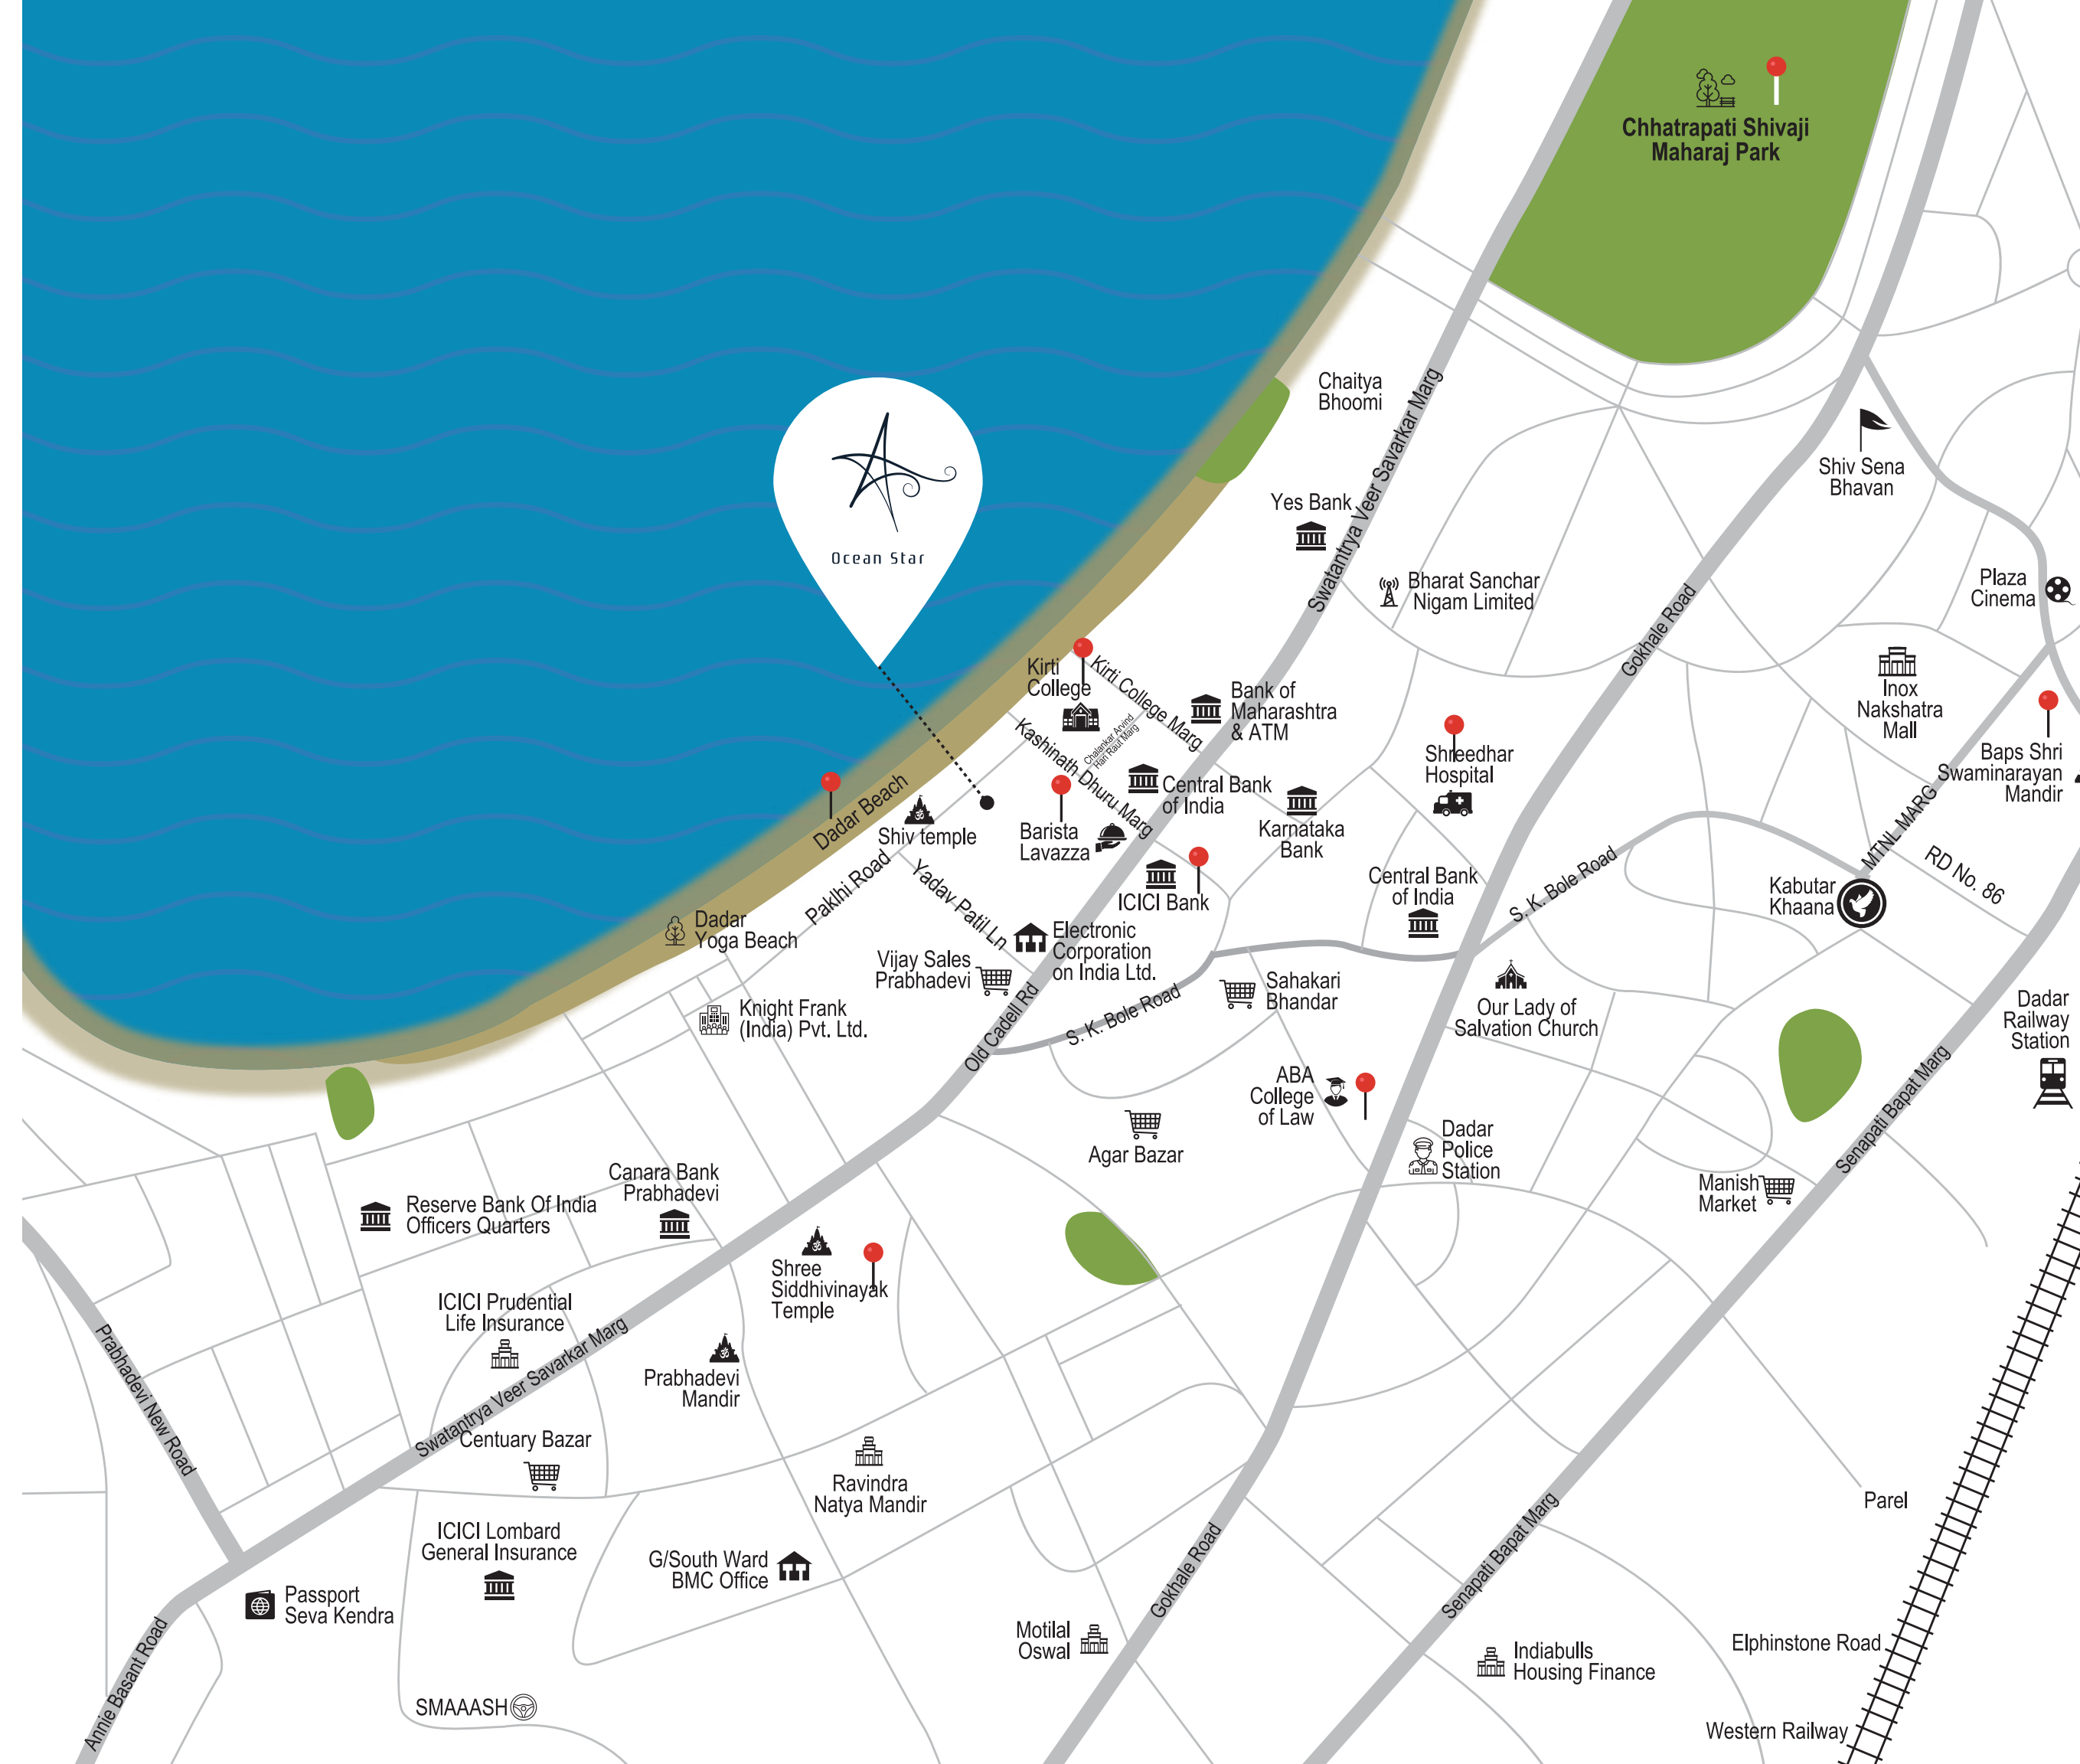 Chhatrapati Shivaji
Maharaj Park
Chaitya
Bhoomi
Swatantrya Veer Savarkar Marg
Shiv Sena
Bhavan
Yes Bank
Ocean Star
Bharat Sanchar
Nigam Limited
Plaza
Cinema
Gokhale Road
Kirti
College
Kirti College Marg
Bank of
Maharashtra
& ATM
Inox
Nakshatra
Mall
Kashinath Dhuru Marg
Chalankar Arvind
Hari Raut Marg
Shreedhar
Hospital
Baps Shri
Swaminarayan
Mandir
Central Bank
of India
Dadar Beach
Shiv temple
Barista
Lavazza
Karnataka
Bank
MTNL MARG
RD No. 86
Paklhi Road
Yadav Patil Ln
ICICI Bank
Central Bank
of India
S. K. Bole Road
Kabutar
Khaana
Dadar
Yoga Beach
Electronic
Corporation
on India Ltd.
Vijay Sales
Prabhadevi
Sahakari
Bhandar
Our Lady of
Salvation Church
Dadar
Railway
Station
Knight Frank
(India) Pvt. Ltd.
Old Cadell Rd
S. K. Bole Road
ABA
College
of Law
Senapati Bapat Marg
Agar Bazar
Dadar
Police
Station
Manish
Market
Canara Bank
Prabhadevi
Reserve Bank Of India
Officers Quarters
Shree
Siddhivinayak
Temple
ICICI Prudential
Life Insurance
Prabhadevi New Road
Swatantrya Veer Savarkar Marg
Prabhadevi
Mandir
Centuary Bazar
Ravindra
Natya Mandir
Parel
ICICI Lombard
General Insurance
G/South Ward
BMC Office
Gokhale Road
Senapati Bapat Marg
Passport
Seva Kendra
Motilal
Oswal
Elphinstone Road
Indiabulls
Housing Finance
Annie Basant Road
SMAAASH
Western Railway